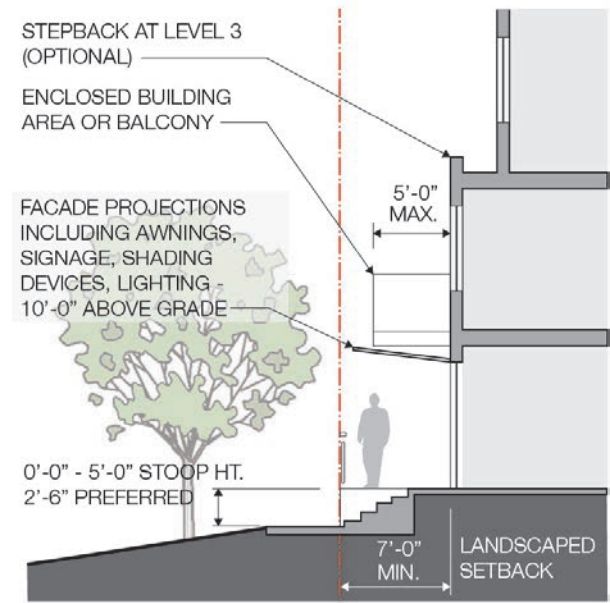 STEPBACK AT LEVEL 3
(OPTIONAL)
ENCLOSED BUILDING
AREA OR BALCONY
5’-0”
MAX.
FACADE PROJECTIONS
INCLUDING AWNINGS,
SIGNAGE, SHADING
DEVICES, LIGHTING -
10’-0” ABOVE GRADE
0’-0” - 5’-0” STOOP HT.
2’-6” PREFERRED
7’-0”
MIN.
LANDSCAPED
SETBACK